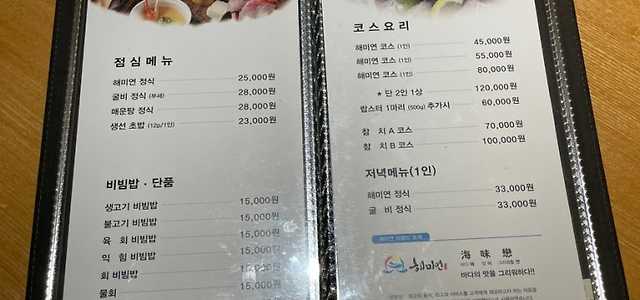 점심메뉴
해미연 정식 25,000원
굴비 정식 (부세) 28,000원
매운탕 정식 28,000원
생선 초밥 (12p/1인) 23,000원
비빔밥 · 단품
생고기 비빔밥 15,000원
불고기 비빔밥 15,000원
육 회 비빔밥 15,000원
익 힘 비빔밥 15,000원
회 비빔밥 15,000원
물회 15,000원
코스요리
해미연 코스 (1인) 45,000원
해미연 코스 (1인) 55,000원
해미연 코스 (1인) 80,000원
* 단 2인 1상 120,000원
랍스터 1마리 (500g) 추가시 60,000원
참 치 A 코스 70,000원
참 치 B 코스 100,000원
저녁메뉴(1인)
해미연 정식 33,000원
굴 비 정식 33,000원
해미연
海 味 戀
바다의 맛을 그리워하다!!